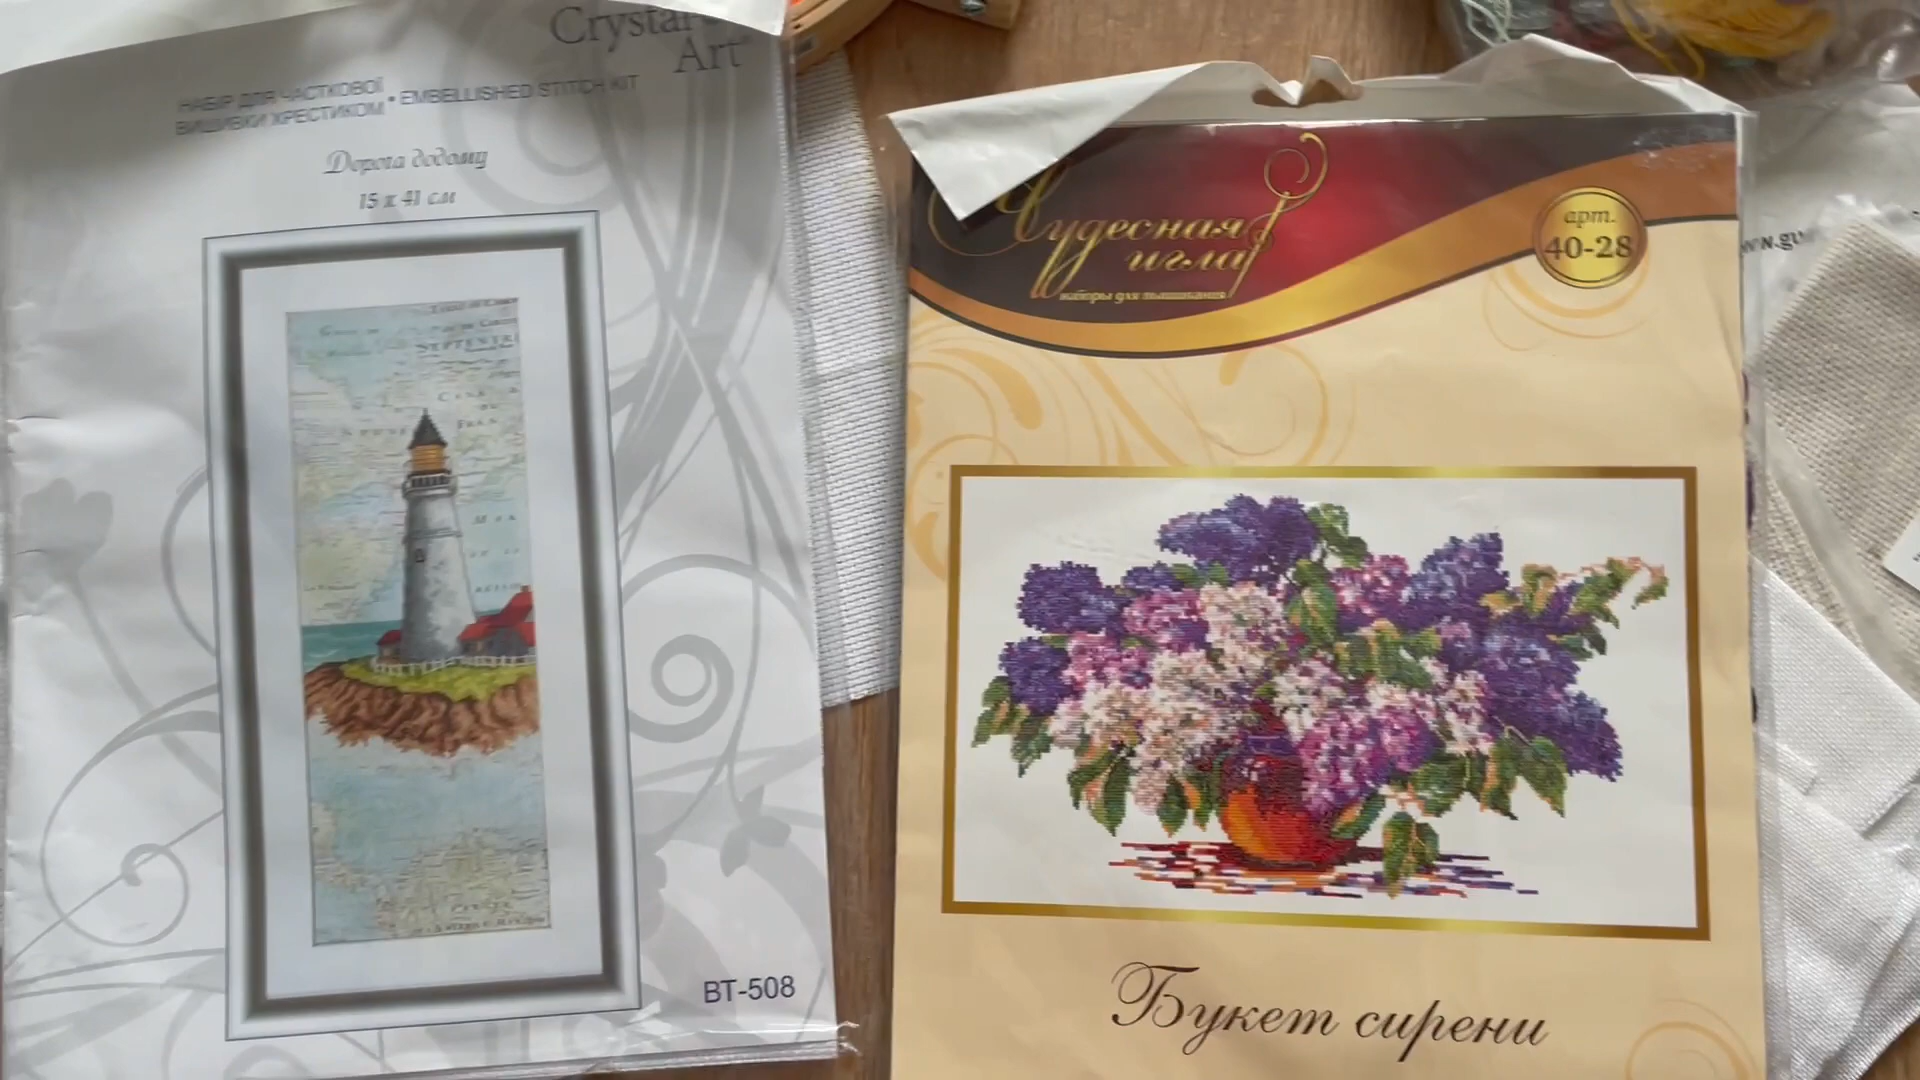 Crystal
Art
НАБІР ДЛЯ ЧАСТКОВОЇ
ВИШИВКИ ХРЕСТИКОМ • EMBELLISHED STITCH KIT
Дорога додому
15 х 41 см
SEPTENTRI
BT-508
Чудесная
игла
наборы для вышивания
арт.
40-28
Букет сирени